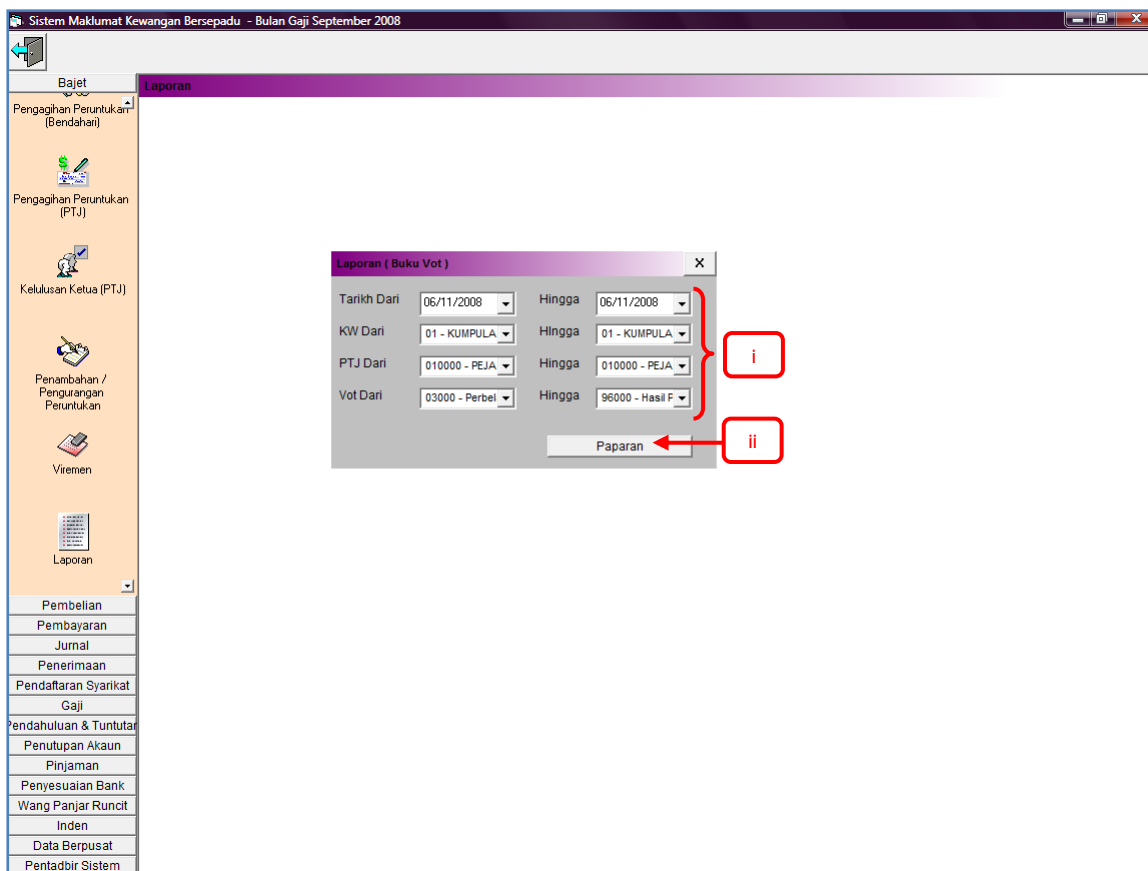 Sistem Maklumat Kewangan Bersepadu - Bulan Gaji September 2008
Bajet
Laporan
Pengagihan Peruntukan
(Bendahari)
Pengagihan Peruntukan
(PTJ)
Kelulusan Ketua (PTJ)
Penambahan /
Pengurangan
Peruntukan
Viremen
Laporan
Pembelian
Pembayaran
Jurnal
Penerimaan
Pendaftaran Syarikat
Gaji
Pendahuluan & Tuntutan
Penutupan Akaun
Pinjaman
Penyesuaian Bank
Wang Panjar Runcit
Inden
Data Berpusat
Pentadbir Sistem
Laporan ( Buku Vot ) X
Tarikh Dari 06/11/2008 Hingga 06/11/2008
KW Dari 01 - KUMPULA HIngga 01 - KUMPULA
PTJ Dari 010000 - PEJA Hingga 010000 - PEJA
Vot Dari 03000 - Perbel Hingga 96000 - Hasil F
Paparan
i
ii